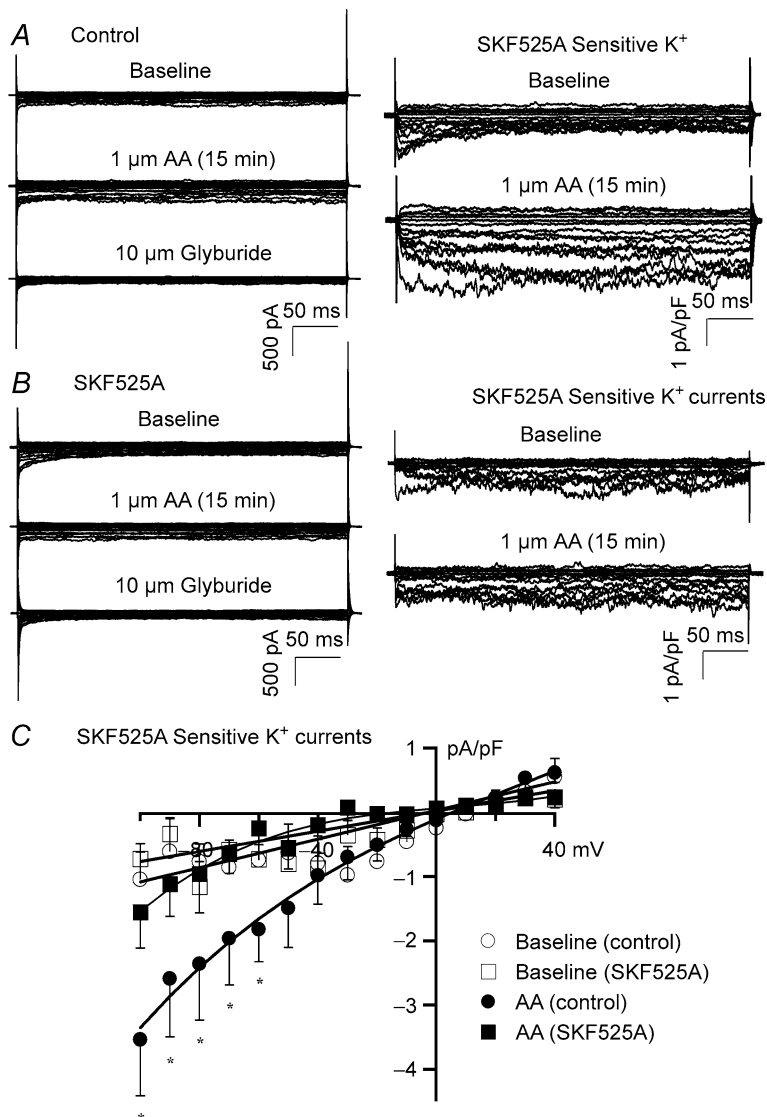 A Control
Baseline
1 µm AA (15 min)
10 µm Glyburide
500 pA
50 ms
SKF525A Sensitive K⁺
Baseline
1 µm AA (15 min)
1 pA/pF
50 ms
B SKF525A
Baseline
1 µm AA (15 min)
10 µm Glyburide
500 pA
50 ms
SKF525A Sensitive K⁺ currents
Baseline
1 µm AA (15 min)
1 pA/pF
50 ms
C SKF525A Sensitive K⁺ currents
pA/pF
1
–80
–40
40 mV
–1
–2
–3
–4
Baseline (control)
Baseline (SKF525A)
AA (control)
AA (SKF525A)
*
*
*
*
*